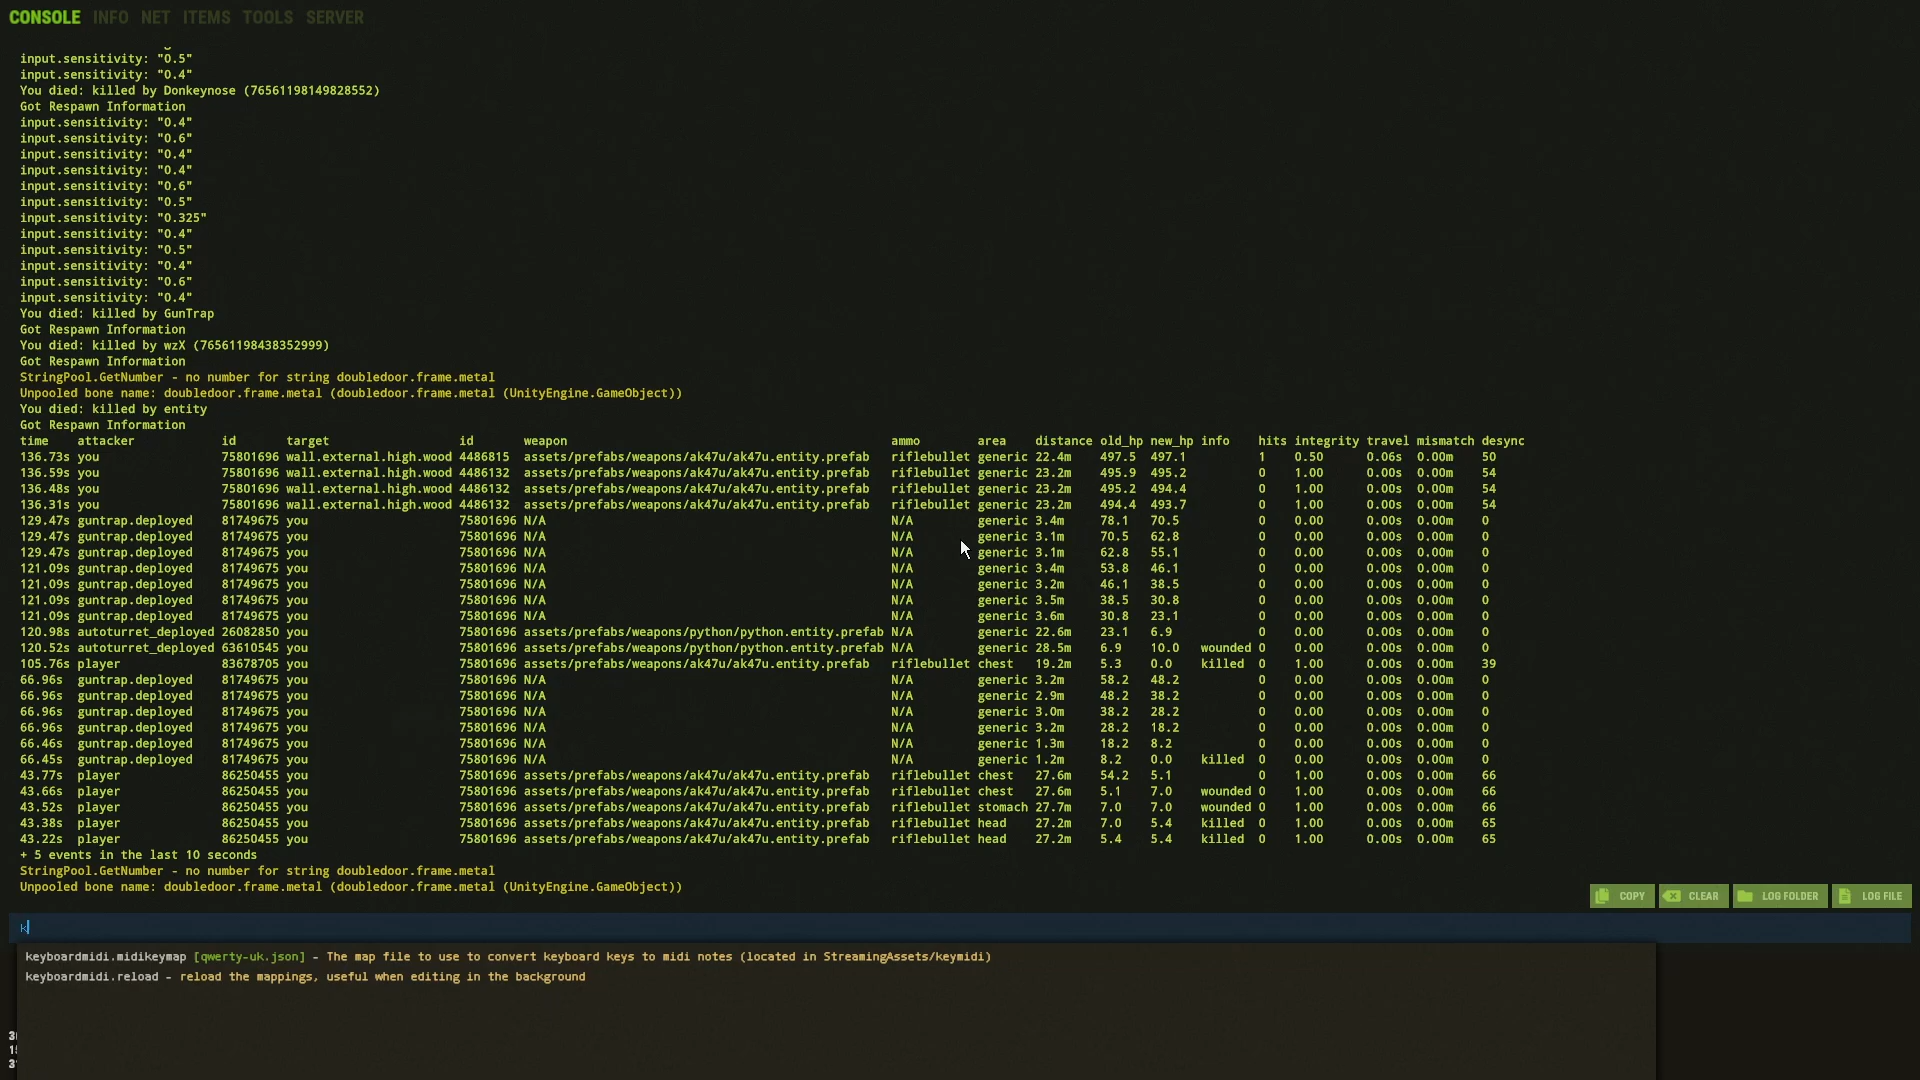 CONSOLE INFO NET ITEMS TOOLS SERVER
input.sensitivity: "0.5"
input.sensitivity: "0.4"
You died: killed by Donkeynose (76561198149828552)
Got Respawn Information
input.sensitivity: "0.4"
input.sensitivity: "0.6"
input.sensitivity: "0.4"
input.sensitivity: "0.4"
input.sensitivity: "0.6"
input.sensitivity: "0.5"
input.sensitivity: "0.325"
input.sensitivity: "0.4"
input.sensitivity: "0.5"
input.sensitivity: "0.4"
input.sensitivity: "0.6"
input.sensitivity: "0.4"
You died: killed by GunTrap
Got Respawn Information
You died: killed by wzX (76561198438352999)
Got Respawn Information
StringPool.GetNumber - no number for string doubledoor.frame.metal
Unpooled bone name: doubledoor.frame.metal (doubledoor.frame.metal (UnityEngine.GameObject))
You died: killed by entity
Got Respawn Information
time attacker id target id weapon ammo area distance old_hp new_hp info hits integrity travel mismatch desync
136.73s you 75801696 wall.external.high.wood 4486815 assets/prefabs/weapons/ak47u/ak47u.entity.prefab riflebullet generic 22.4m 497.5 497.1 1 0.50 0.06s 0.00m 50
136.59s you 75801696 wall.external.high.wood 4486132 assets/prefabs/weapons/ak47u/ak47u.entity.prefab riflebullet generic 23.2m 495.9 495.2 0 1.00 0.00s 0.00m 54
136.48s you 75801696 wall.external.high.wood 4486132 assets/prefabs/weapons/ak47u/ak47u.entity.prefab riflebullet generic 23.2m 495.2 494.4 0 1.00 0.00s 0.00m 54
136.31s you 75801696 wall.external.high.wood 4486132 assets/prefabs/weapons/ak47u/ak47u.entity.prefab riflebullet generic 23.2m 494.4 493.7 0 1.00 0.00s 0.00m 54
129.47s guntrap.deployed 81749675 you 75801696 N/A N/A generic 3.4m 78.1 70.5 0 0.00 0.00s 0.00m 0
129.47s guntrap.deployed 81749675 you 75801696 N/A N/A generic 3.1m 70.5 62.8 0 0.00 0.00s 0.00m 0
129.47s guntrap.deployed 81749675 you 75801696 N/A N/A generic 3.1m 62.8 55.1 0 0.00 0.00s 0.00m 0
121.09s guntrap.deployed 81749675 you 75801696 N/A N/A generic 3.4m 53.8 46.1 0 0.00 0.00s 0.00m 0
121.09s guntrap.deployed 81749675 you 75801696 N/A N/A generic 3.2m 46.1 38.5 0 0.00 0.00s 0.00m 0
121.09s guntrap.deployed 81749675 you 75801696 N/A N/A generic 3.5m 38.5 30.8 0 0.00 0.00s 0.00m 0
121.09s guntrap.deployed 81749675 you 75801696 N/A N/A generic 3.6m 30.8 23.1 0 0.00 0.00s 0.00m 0
120.98s autoturret_deployed 26082850 you 75801696 assets/prefabs/weapons/python/python.entity.prefab N/A generic 22.6m 23.1 6.9 0 0.00 0.00s 0.00m 0
120.52s autoturret_deployed 63610545 you 75801696 assets/prefabs/weapons/python/python.entity.prefab N/A generic 28.5m 6.9 10.0 wounded 0 0.00 0.00s 0.00m 0
105.76s player 83678705 you 75801696 assets/prefabs/weapons/ak47u/ak47u.entity.prefab riflebullet chest 19.2m 5.3 0.0 killed 0 1.00 0.00s 0.00m 39
66.96s guntrap.deployed 81749675 you 75801696 N/A N/A generic 3.2m 58.2 48.2 0 0.00 0.00s 0.00m 0
66.96s guntrap.deployed 81749675 you 75801696 N/A N/A generic 2.9m 48.2 38.2 0 0.00 0.00s 0.00m 0
66.96s guntrap.deployed 81749675 you 75801696 N/A N/A generic 3.0m 38.2 28.2 0 0.00 0.00s 0.00m 0
66.96s guntrap.deployed 81749675 you 75801696 N/A N/A generic 3.2m 28.2 18.2 0 0.00 0.00s 0.00m 0
66.46s guntrap.deployed 81749675 you 75801696 N/A N/A generic 1.3m 18.2 8.2 0 0.00 0.00s 0.00m 0
66.45s guntrap.deployed 81749675 you 75801696 N/A N/A generic 1.2m 8.2 0.0 killed 0 0.00 0.00s 0.00m 0
43.77s player 86250455 you 75801696 assets/prefabs/weapons/ak47u/ak47u.entity.prefab riflebullet chest 27.6m 54.2 5.1 0 1.00 0.00s 0.00m 66
43.66s player 86250455 you 75801696 assets/prefabs/weapons/ak47u/ak47u.entity.prefab riflebullet chest 27.6m 5.1 7.0 wounded 0 1.00 0.00s 0.00m 66
43.52s player 86250455 you 75801696 assets/prefabs/weapons/ak47u/ak47u.entity.prefab riflebullet stomach 27.7m 7.0 7.0 wounded 0 1.00 0.00s 0.00m 66
43.38s player 86250455 you 75801696 assets/prefabs/weapons/ak47u/ak47u.entity.prefab riflebullet head 27.2m 7.0 5.4 killed 0 1.00 0.00s 0.00m 65
43.22s player 86250455 you 75801696 assets/prefabs/weapons/ak47u/ak47u.entity.prefab riflebullet head 27.2m 5.4 5.4 killed 0 1.00 0.00s 0.00m 65
+ 5 events in the last 10 seconds
StringPool.GetNumber - no number for string doubledoor.frame.metal
Unpooled bone name: doubledoor.frame.metal (doubledoor.frame.metal (UnityEngine.GameObject))
COPY CLEAR LOG FOLDER LOG FILE
k
keyboardmidi.midikeymap [qwerty-uk.json] - The map file to use to convert keyboard keys to midi notes (located in StreamingAssets/keymidi)
keyboardmidi.reload - reload the mappings, useful when editing in the background